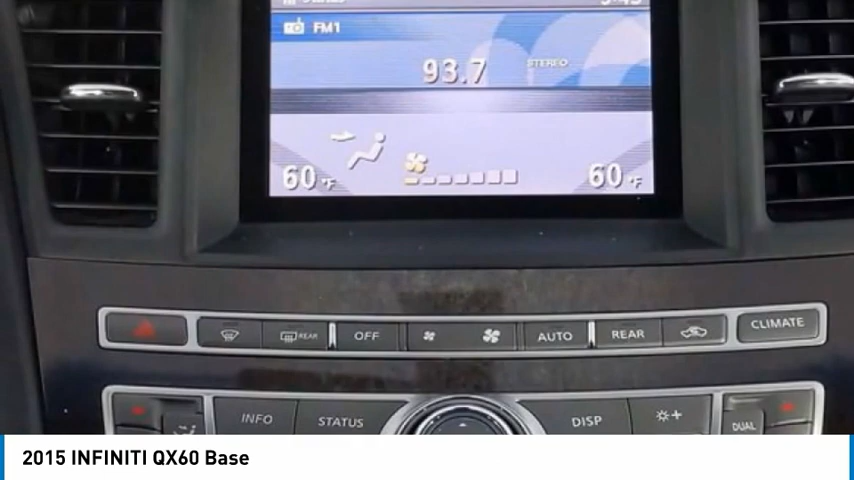 FM1
93.7 STEREO
60°F 60°F
REAR OFF AUTO REAR CLIMATE
INFO STATUS DISP DUAL
2015 INFINITI QX60 Base